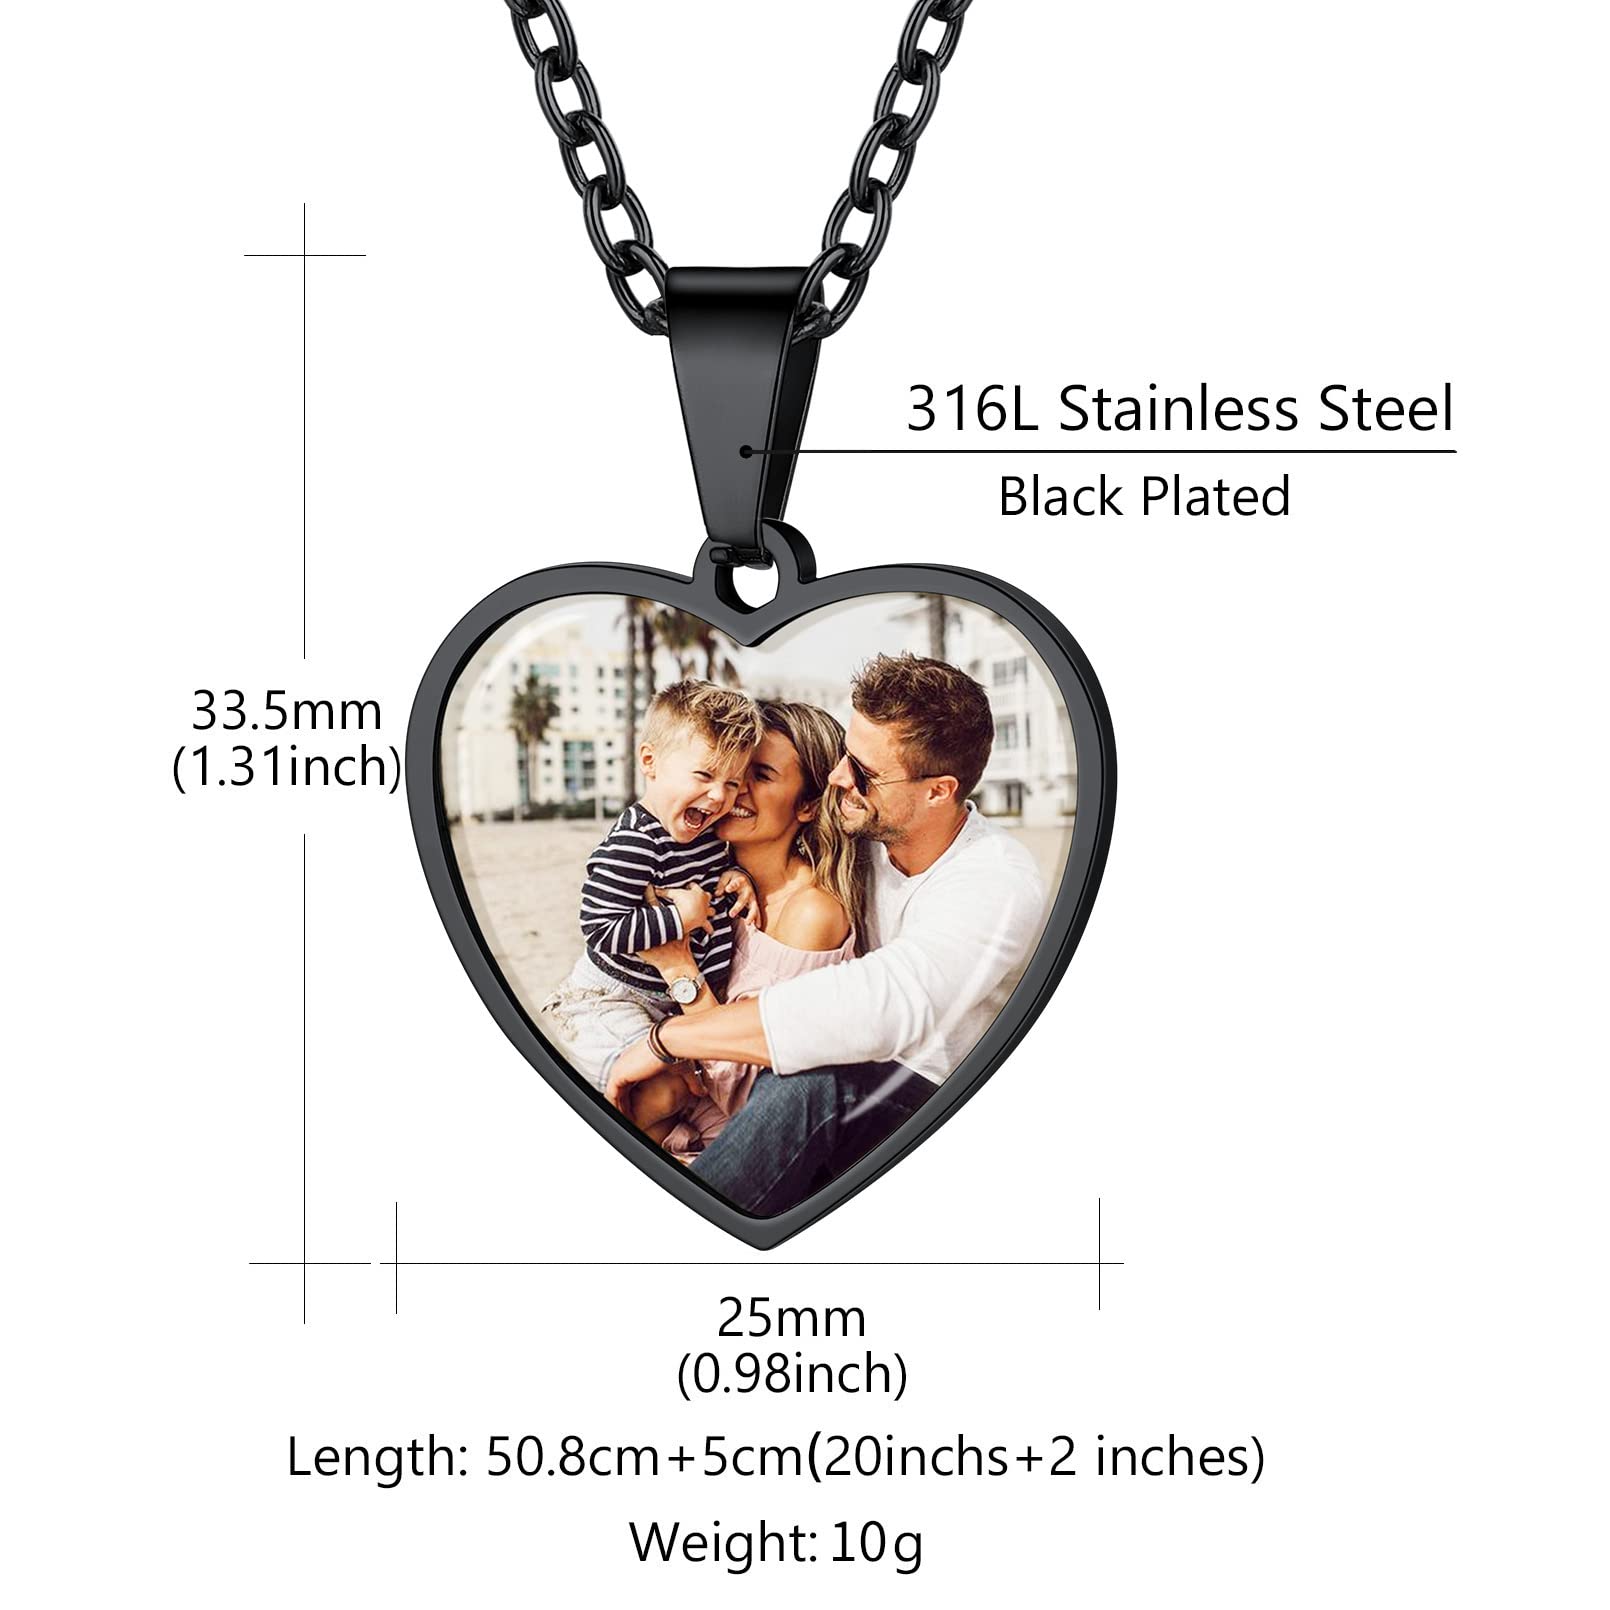 316L Stainless Steel
Black Plated
33.5mm
(1.31inch)
25mm
(0.98inch)
Length: 50.8cm+5cm(20inchs+2 inches)
Weight: 10g